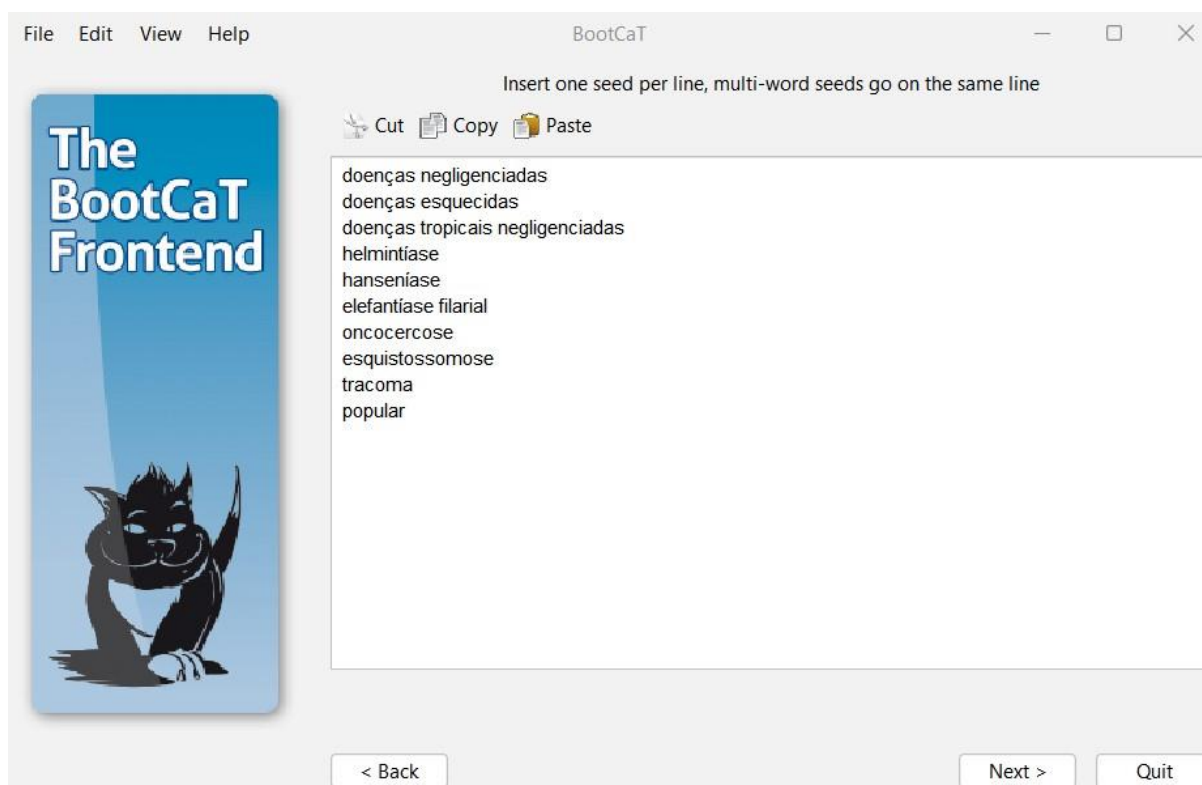 File Edit View Help BootCaT
Insert one seed per line, multi-word seeds go on the same line
Cut Copy Paste
The
BootCaT
Frontend
doenças negligenciadas
doenças esquecidas
doenças tropicais negligenciadas
helmintíase
hanseníase
elefantíase filarial
oncocercose
esquistossomose
tracoma
popular
< Back Next > Quit